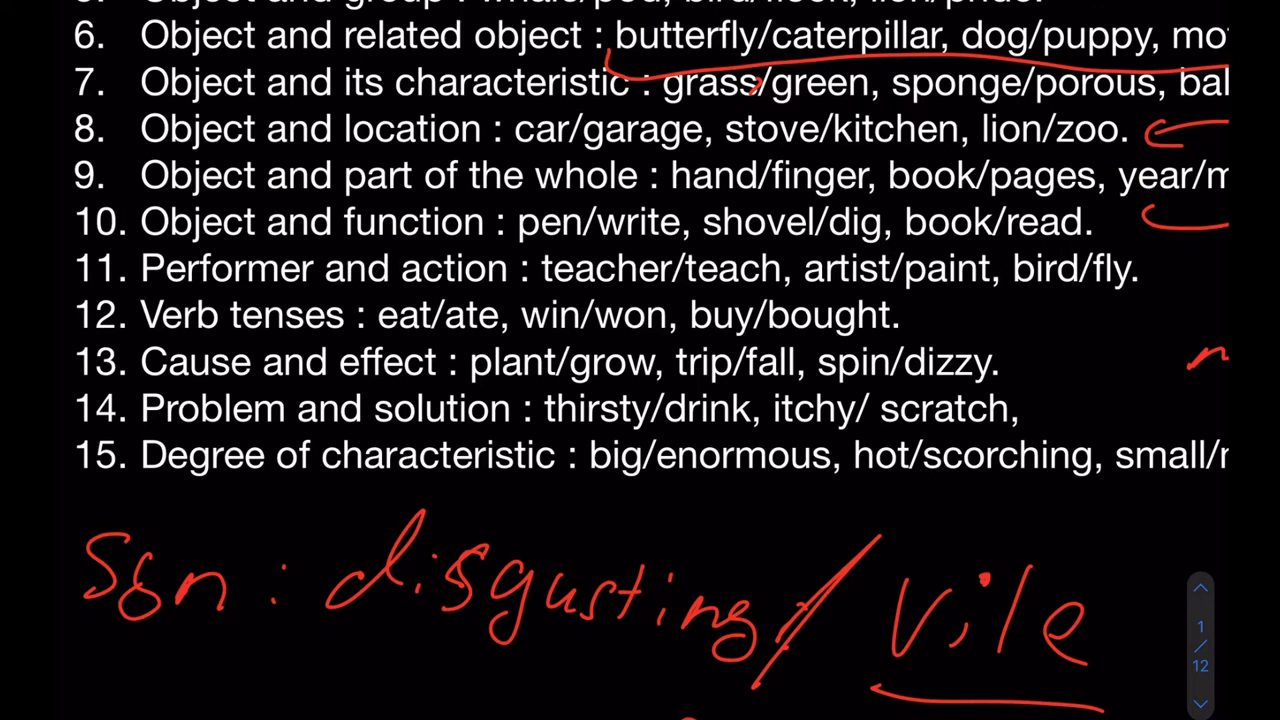 6. Object and related object : butterfly/caterpillar, dog/puppy,
7. Object and its characteristic : grass/green, sponge/porous,
8. Object and location : car/garage, stove/kitchen, lion/zoo.
9. Object and part of the whole : hand/finger, book/pages, year/m
10. Object and function : pen/write, shovel/dig, book/read.
11. Performer and action : teacher/teach, artist/paint, bird/fly.
12. Verb tenses : eat/ate, win/won, buy/bought.
13. Cause and effect : plant/grow, trip/fall, spin/dizzy.
14. Problem and solution : thirsty/drink, itchy/ scratch,
15. Degree of characteristic : big/enormous, hot/scorching, small/
Syn : disgusting / vile
1
/
12